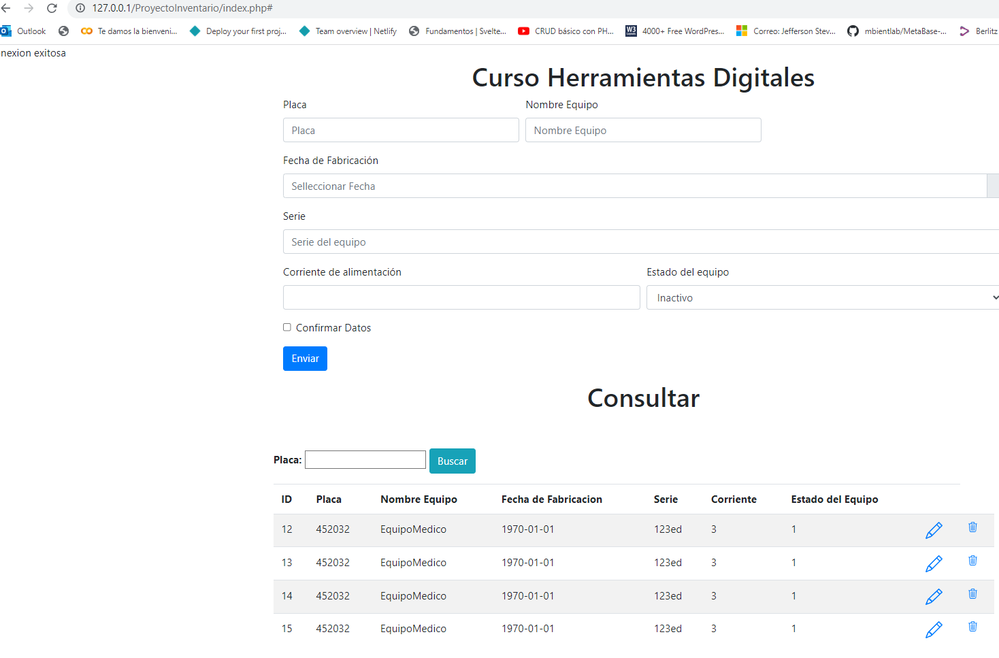 127.0.0.1/ProyectoInventario/index.php#
Outlook Te damos la bienveni... Deploy your first proj... Team overview | Netlify Fundamentos | Svelte... CRUD básico con PH... W3 4000+ Free WordPres... Correo: Jefferson Stev... mbientlab/MetaBase-... Berlitz
nexion exitosa
Curso Herramientas Digitales
Placa Nombre Equipo
Placa Nombre Equipo
Fecha de Fabricación
Selleccionar Fecha
Serie
Serie del equipo
Corriente de alimentación Estado del equipo
Inactivo
Confirmar Datos
Enviar
Consultar
Placa: Buscar
ID Placa Nombre Equipo Fecha de Fabricacion Serie Corriente Estado del Equipo
12 452032 EquipoMedico 1970-01-01 123ed 3 1
13 452032 EquipoMedico 1970-01-01 123ed 3 1
14 452032 EquipoMedico 1970-01-01 123ed 3 1
15 452032 EquipoMedico 1970-01-01 123ed 3 1